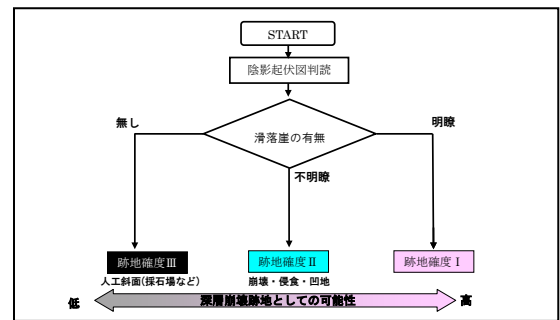 START
陰影起伏図判読
滑落崖の有無
無し
明瞭
不明瞭
跡地確度Ⅲ
跡地確度Ⅱ
跡地確度Ⅰ
人工斜面(採石場など)
崩壊・侵食・凹地
低
深層崩壊跡地としての可能性
高